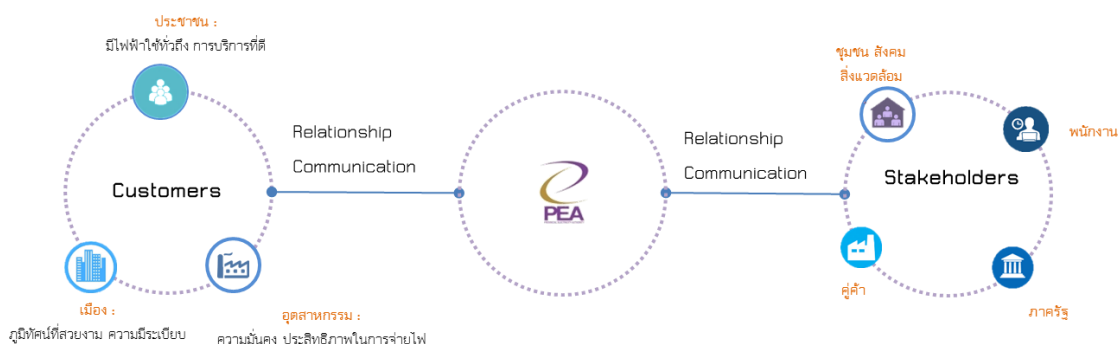 ประชาชน :
มีไฟฟ้าใช้ทั่วถึง การบริการที่ดี
Customers
เมือง :
ภูมิทัศน์ที่สวยงาม ความมีระเบียบ
อุตสาหกรรม :
ความมั่นคง ประสิทธิภาพในการจ่ายไฟ
Relationship
Communication
PEA
Relationship
Communication
ชุมชน สังคม
สิ่งแวดล้อม
พนักงาน
Stakeholders
คู่ค้า
ภาครัฐ